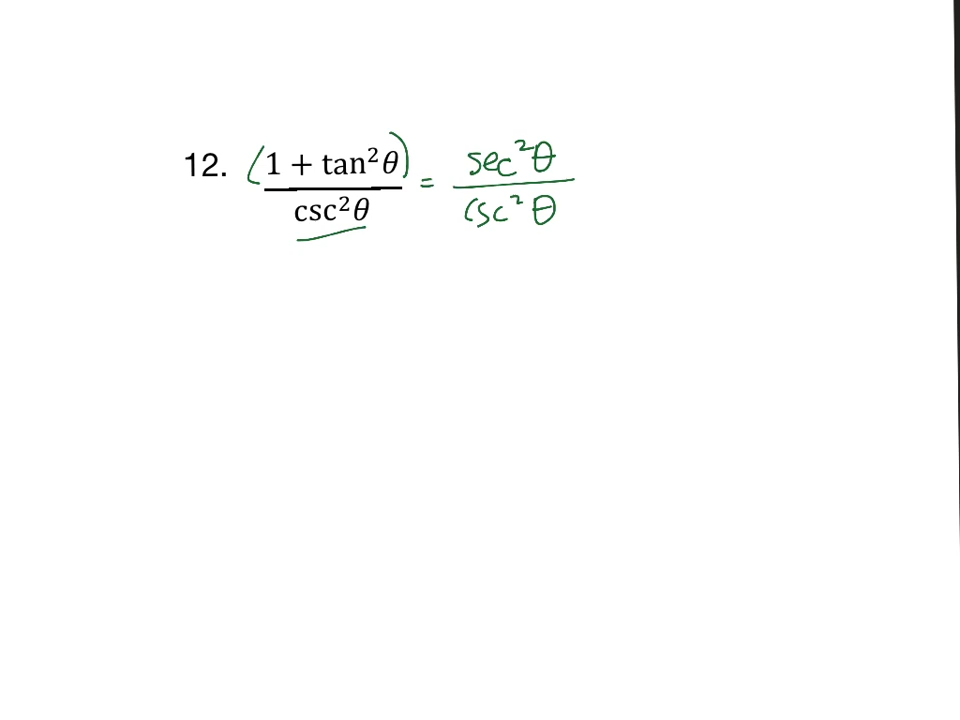 12. (1 + tan²θ) / csc²θ = sec²θ / csc²θ